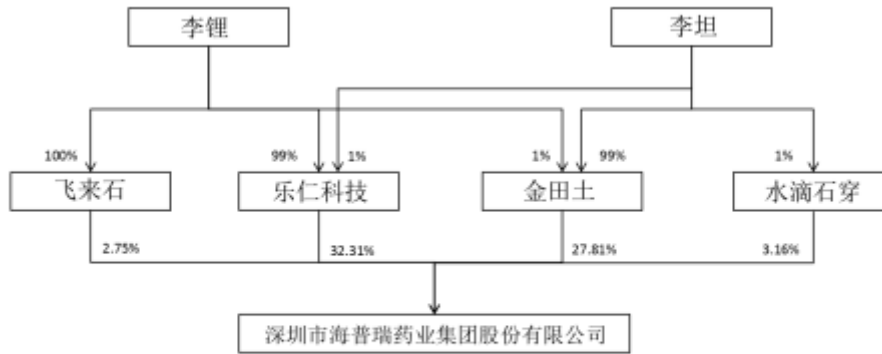 李锂
李坦
100%
99%
1%
1%
99%
1%
飞来石
乐仁科技
金田土
水滴石穿
2.75%
32.31%
27.81%
3.16%
深圳市海普瑞药业集团股份有限公司